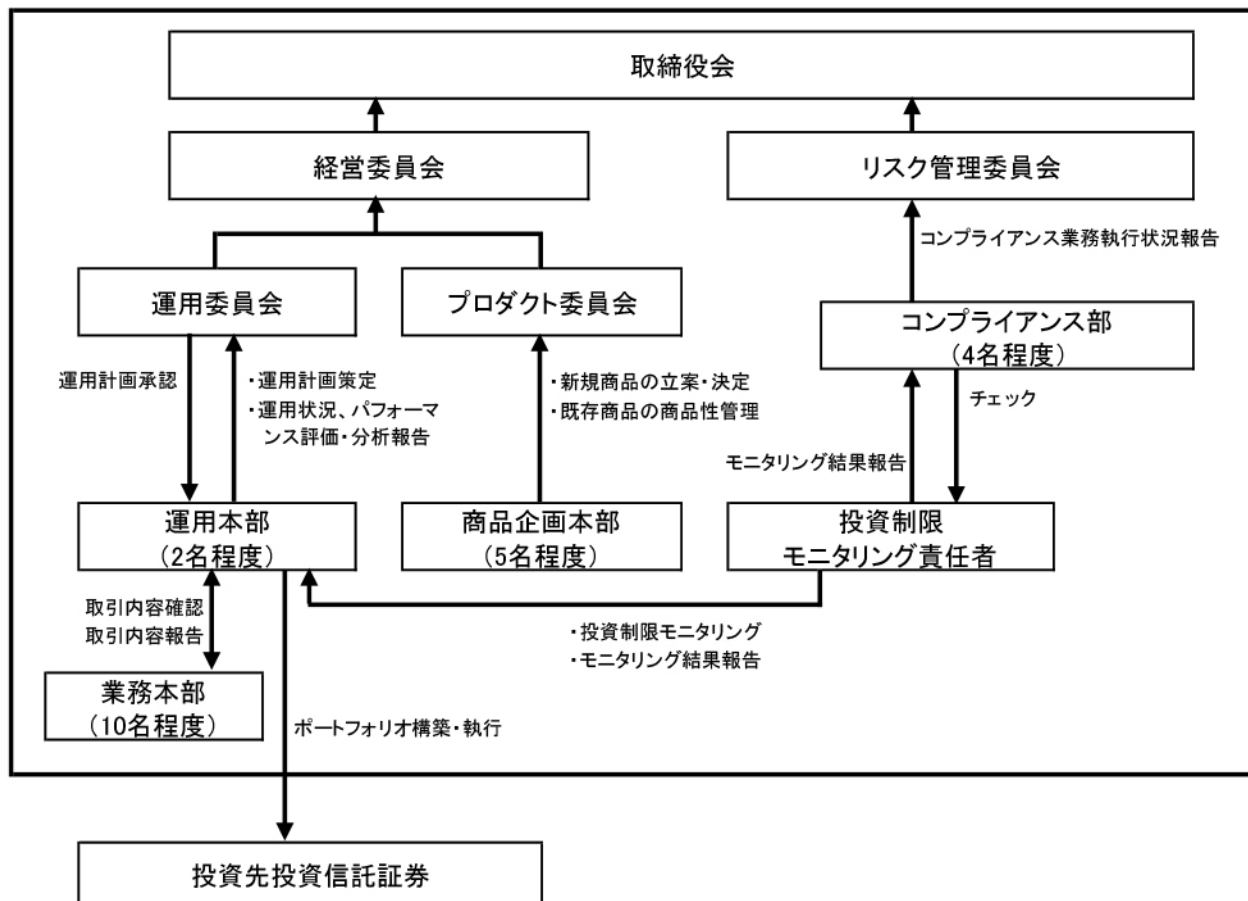 取締役会
経営委員会
リスク管理委員会
コンプライアンス業務執行状況報告
運用委員会
プロダクト委員会
コンプライアンス部
(4名程度)
運用計画承認
・運用計画策定
・運用状況、パフォーマ
ンス評価・分析報告
・新規商品の立案・決定
・既存商品の商品性管理
チェック
モニタリング結果報告
運用本部
(2名程度)
商品企画本部
(5名程度)
投資制限
モニタリング責任者
取引内容確認
取引内容報告
・投資制限モニタリング
・モニタリング結果報告
業務本部
(10名程度)
ポートフォリオ構築・執行
投資先投資信託証券